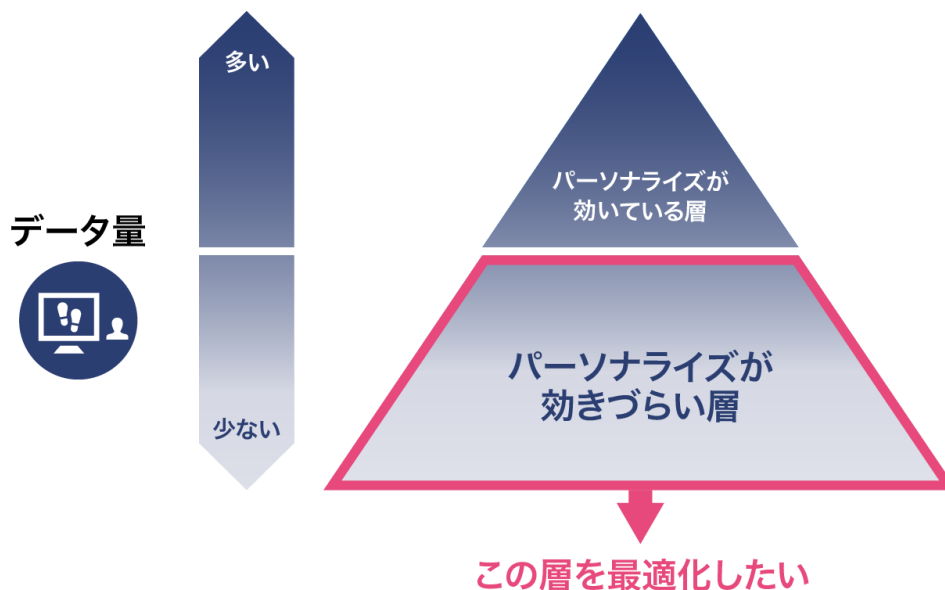 多い
パーソナライズが
効いている層
データ量
パーソナライズが
効きづらい層
少ない
この層を最適化したい